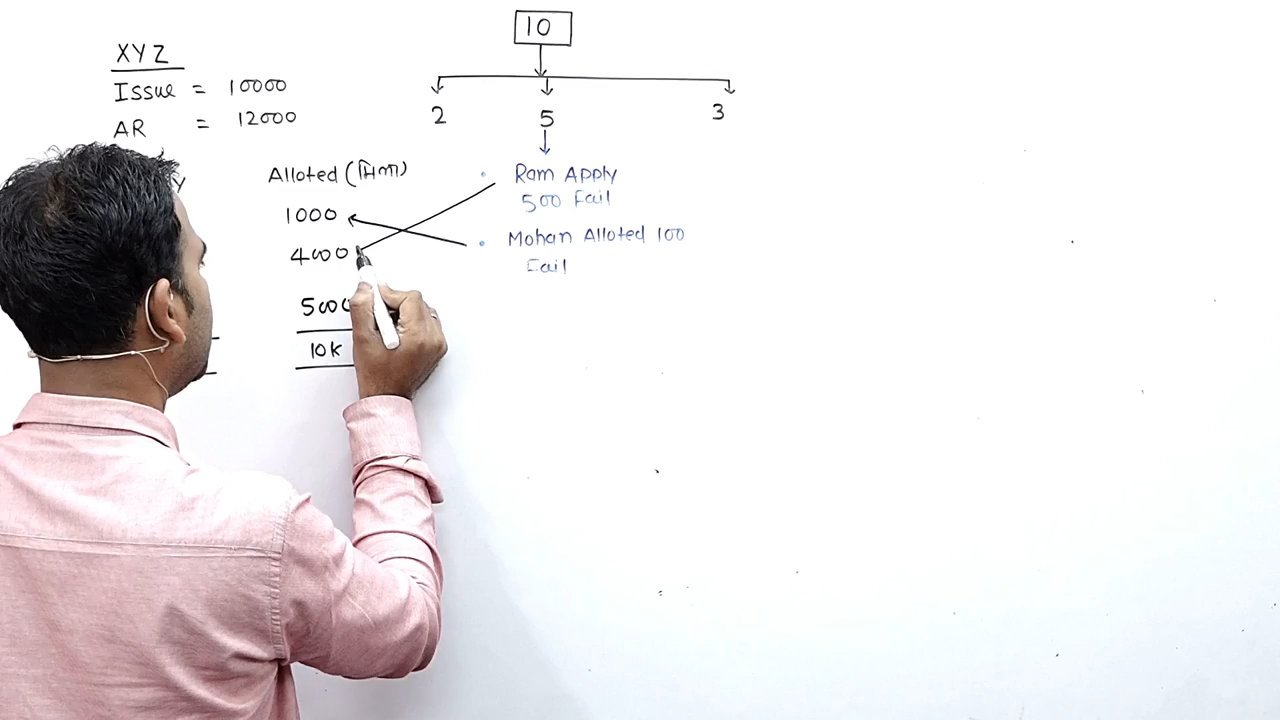 10
XYZ
Issue = 10000
AR = 12000
2 5 3
Y Alloted (मिला)
1000
4000
5000
10K
Ram Apply
500 Fail
Mohan Alloted 100
Fail